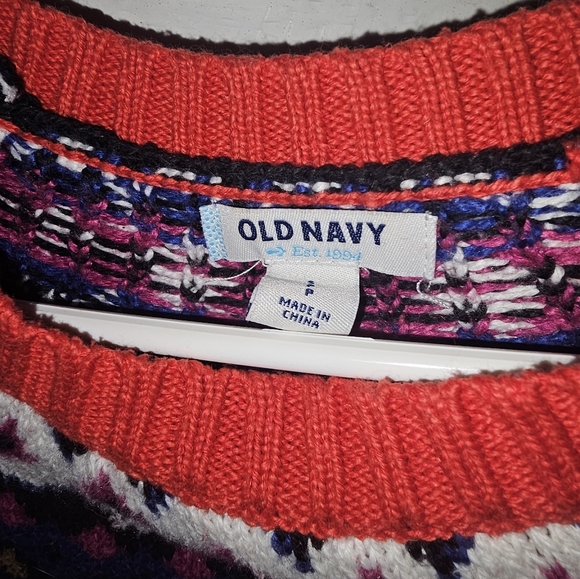 OLD NAVY
Est. 1994
P
MADE IN
CHINA